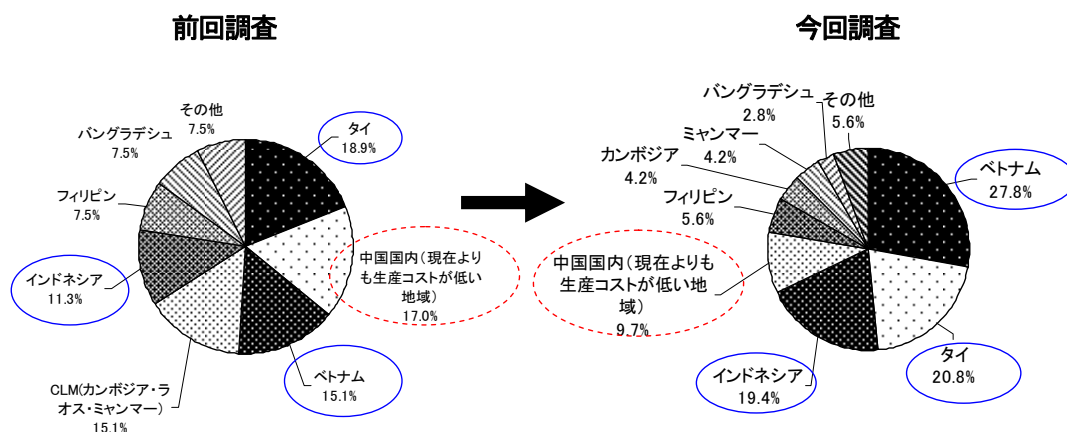 前回調査
今回調査
その他
7.5%
バングラデシュ
7.5%
フィリピン
7.5%
インドネシア
11.3%
CLM(カンボジア・ラ
オス・ミャンマー)
15.1%
タイ
18.9%
中国国内(現在よりも
生産コストが低い
地域)
17.0%
ベトナム
15.1%
バングラデシュ
2.8%
その他
5.6%
ミャンマー
4.2%
カンボジア
4.2%
フィリピン
5.6%
中国国内(現在よりも
生産コストが低い地
域)
9.7%
インドネシア
19.4%
ベトナム
27.8%
タイ
20.8%